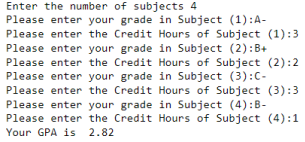 Enter the number of subjects 4
Please enter your grade in Subject (1):A-
Please enter the Credit Hours of Subject (1):3
Please enter your grade in Subject (2):B+
Please enter the Credit Hours of Subject (2):2
Please enter your grade in Subject (3):C-
Please enter the Credit Hours of Subject (3):3
Please enter your grade in Subject (4):B-
Please enter the Credit Hours of Subject (4):1
Your GPA is  2.82